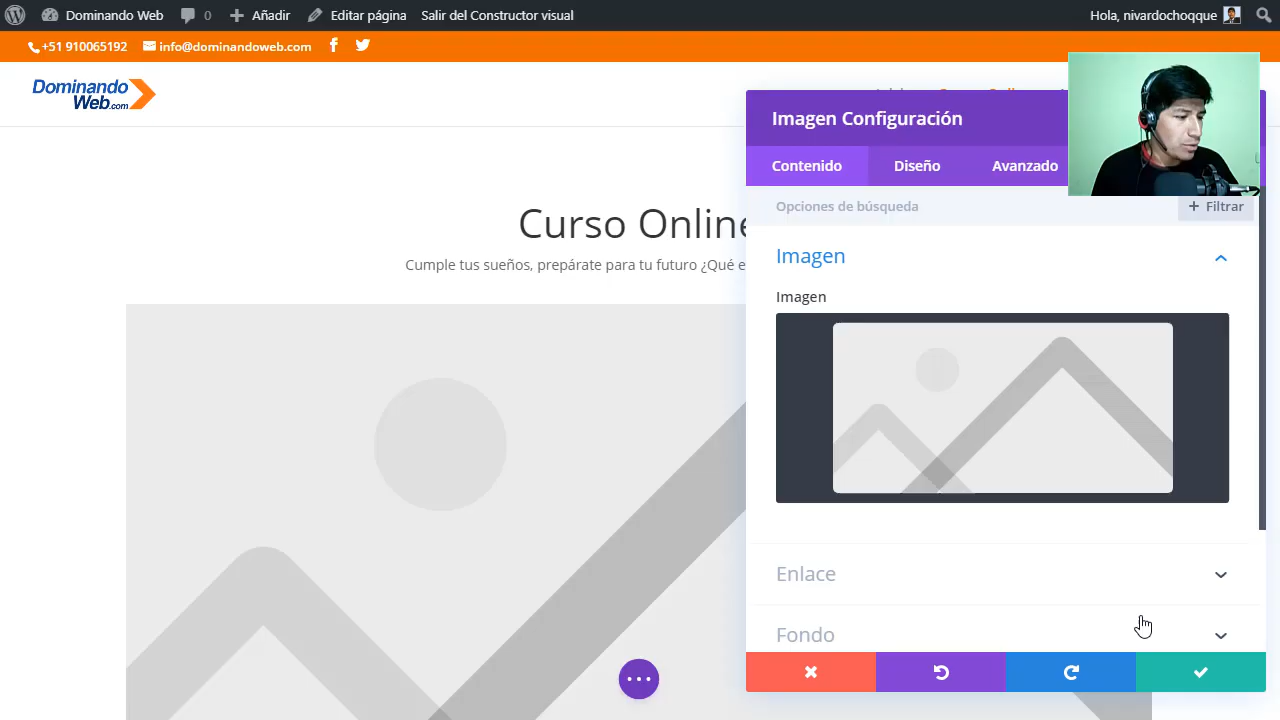 Dominando Web
0
Añadir
Editar página
Salir del Constructor visual
Hola, nivardochoqque
+51 910065192
info@dominandoweb.com
Dominando
Web.com
Imagen Configuración
Contenido
Diseño
Avanzado
Opciones de búsqueda
+ Filtrar
Curso Online
Cumple tus sueños, prepárate para tu futuro ¿Qué e
Imagen
Imagen
Enlace
Fondo